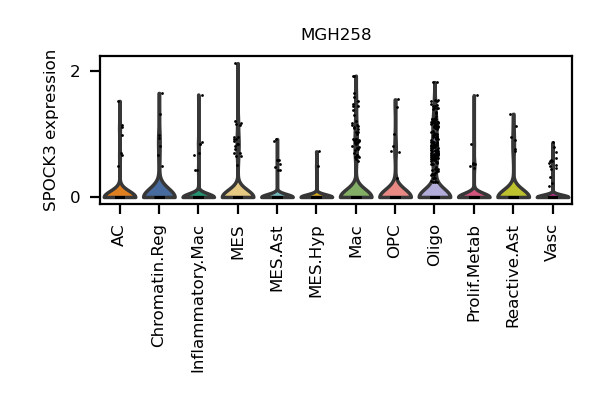 MGH258
SPOCK3 expression
2
0
AC
Chromatin.Reg
Inflammatory.Mac
MES
MES.Ast
MES.Hyp
Mac
OPC
Oligo
Prolif.Metab
Reactive.Ast
Vasc